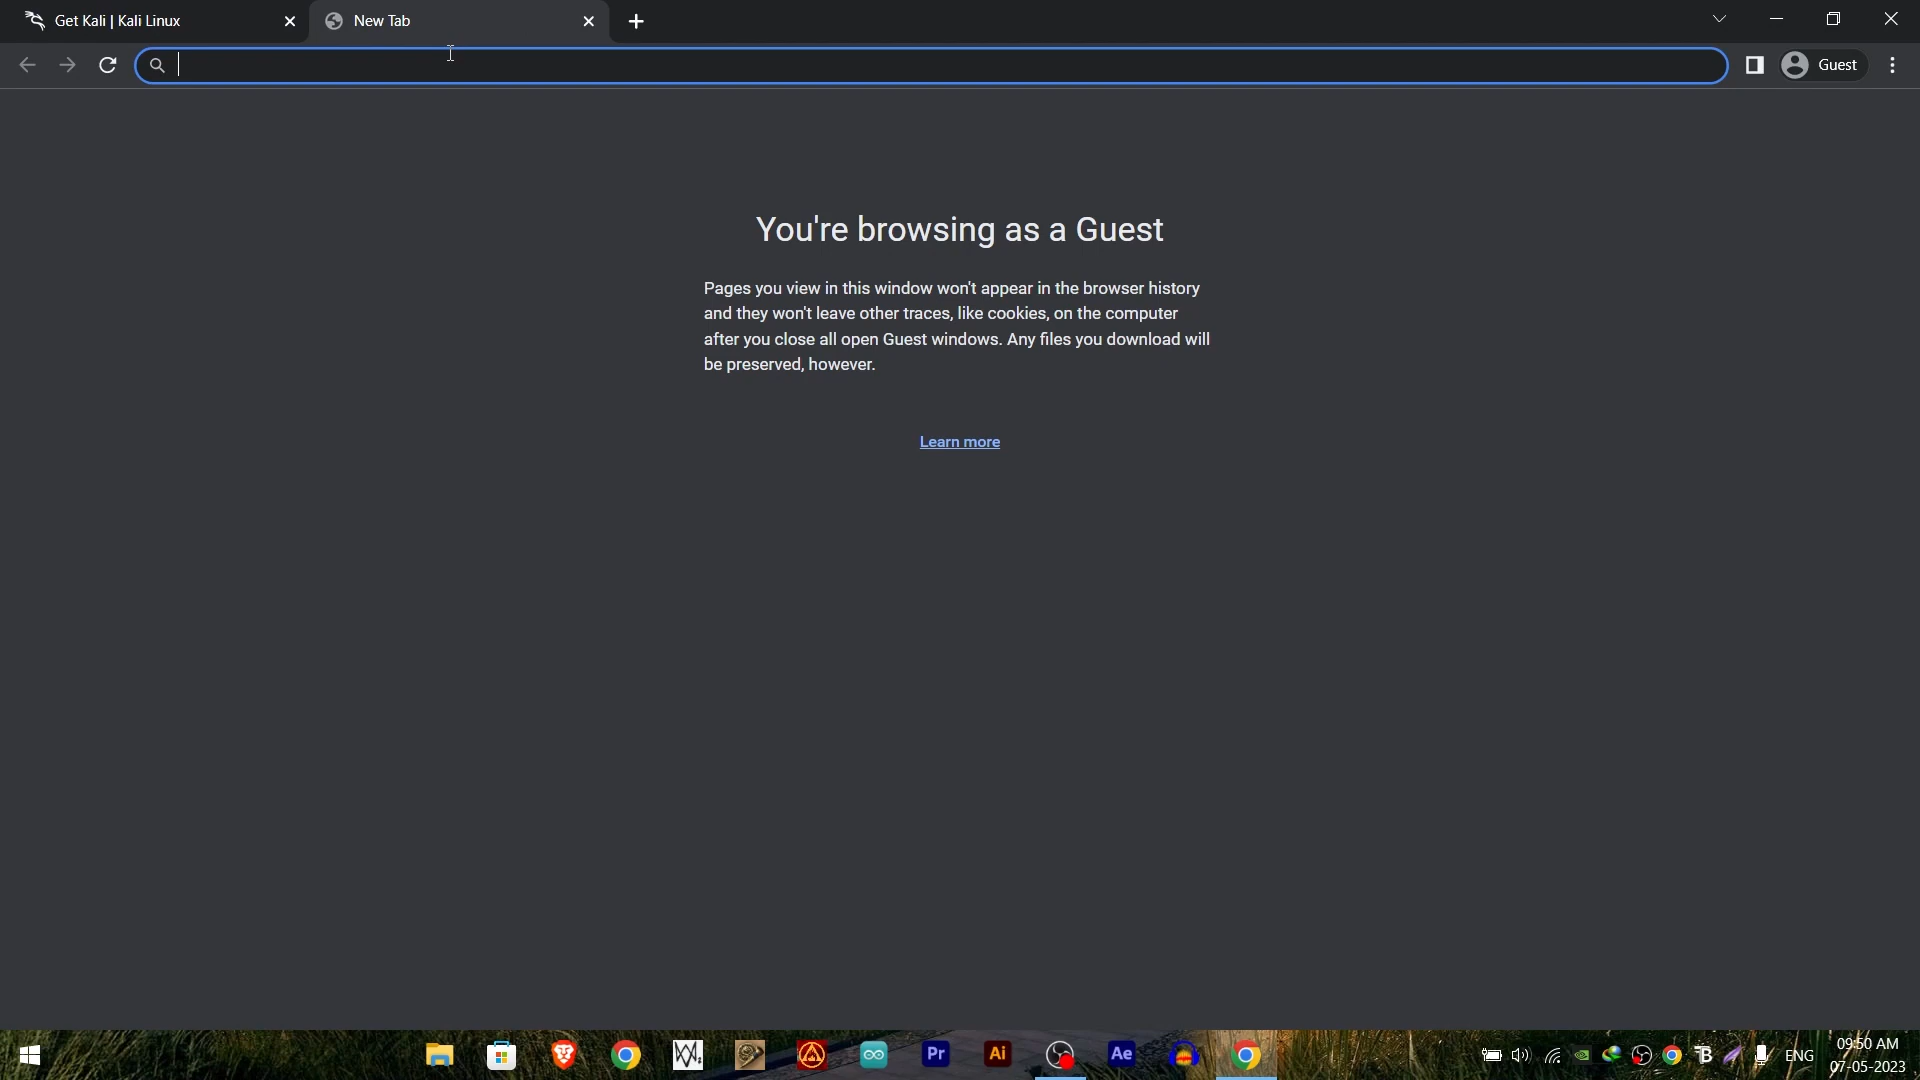 Get Kali | Kali Linux
New Tab
Guest
You're browsing as a Guest
Pages you view in this window won't appear in the browser history
and they won't leave other traces, like cookies, on the computer
after you close all open Guest windows. Any files you download will
be preserved, however.
Learn more
Pr
Ai
Ae
ENG
09:50 AM
07-05-2023